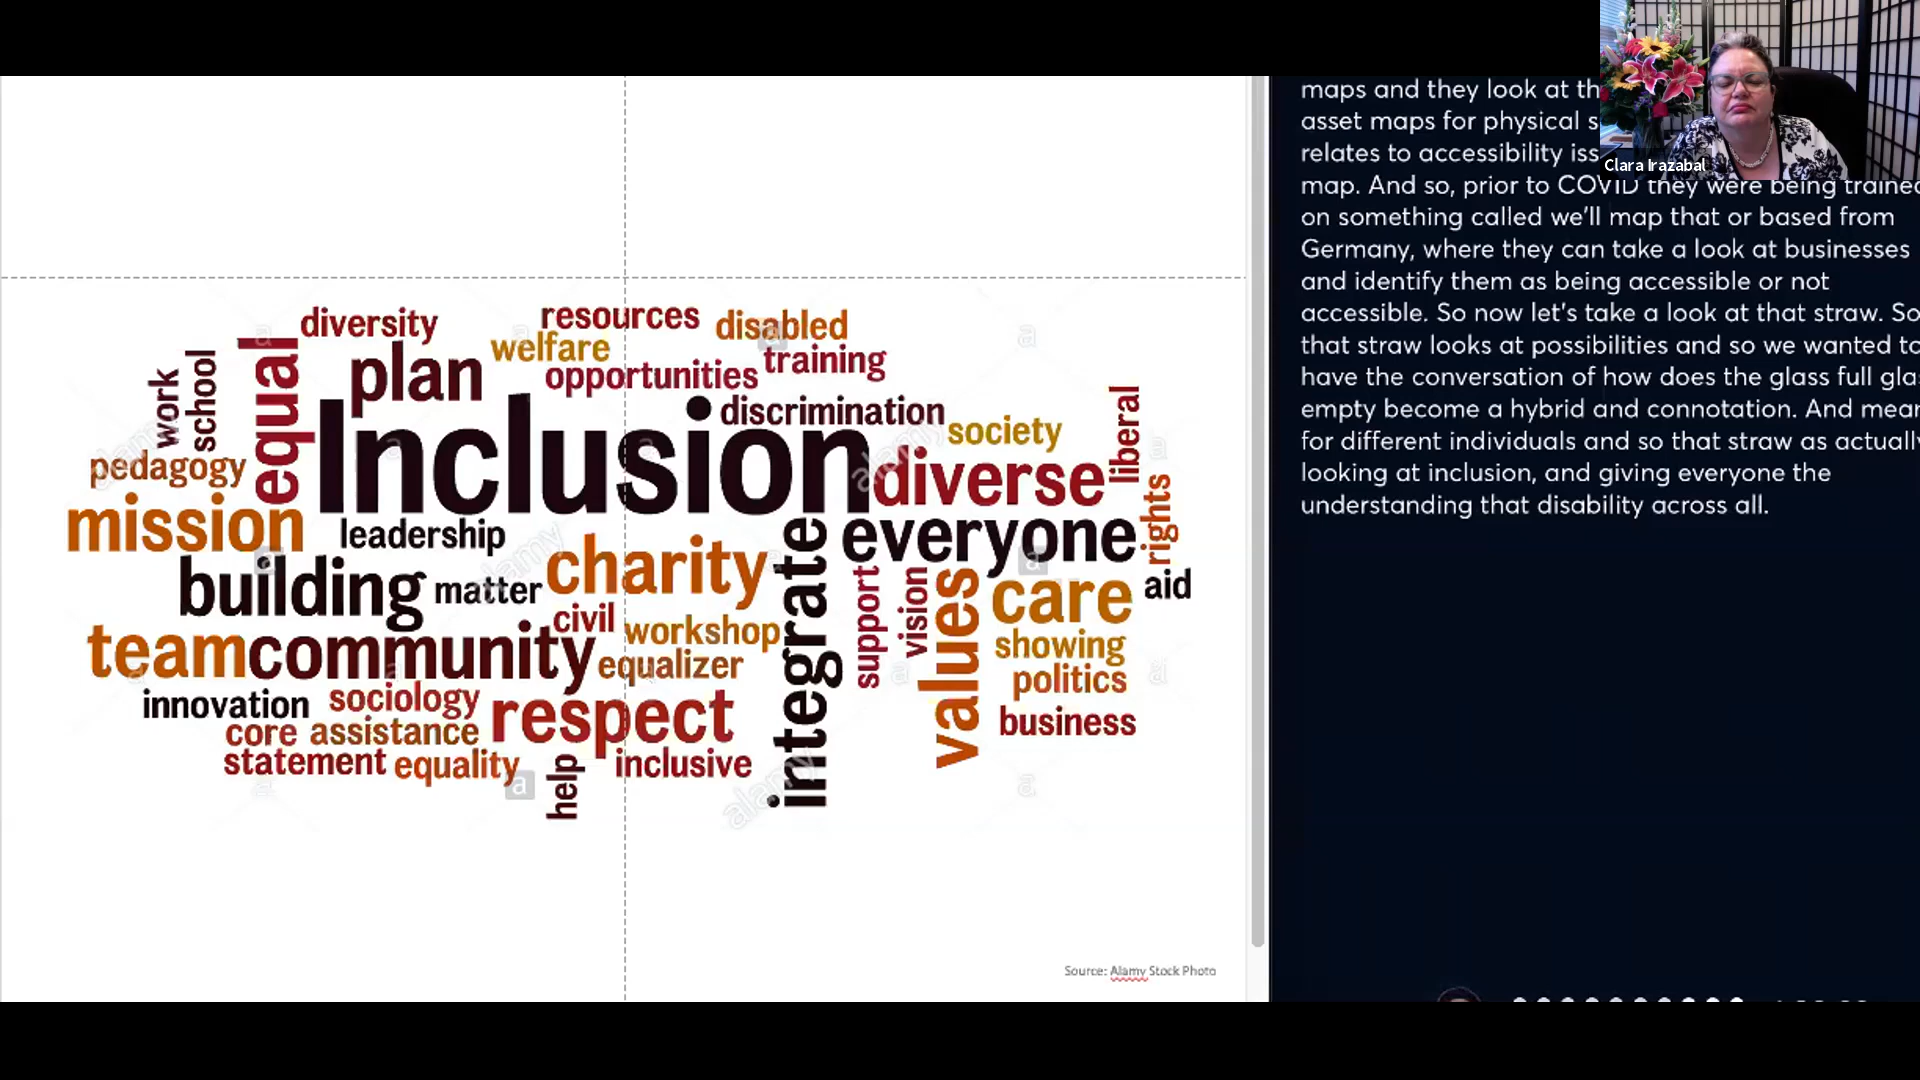 diversity
resources
disabled
welfare
training
plan
opportunities
work
school
equal
discrimination
Inclusion
society
liberal
pedagogy
diverse
mission
leadership
everyone
rights
building
matter
charity
integrate
support
vision
values
care
aid
civil
workshop
showing
team
community
equalizer
politics
innovation
sociology
respect
business
core
assistance
statement
equality
help
inclusive
alamy
a
Source: Alamy Stock Photo
maps and they look at th
asset maps for physical s
relates to accessibility iss
Clara Irazabal
map. And so, prior to COVID they were being trained
on something called we'll map that or based from
Germany, where they can take a look at businesses
and identify them as being accessible or not
accessible. So now let's take a look at that straw. So
that straw looks at possibilities and so we wanted to
have the conversation of how does the glass full gla
empty become a hybrid and connotation. And mear
for different individuals and so that straw as actually
looking at inclusion, and giving everyone the
understanding that disability across all.